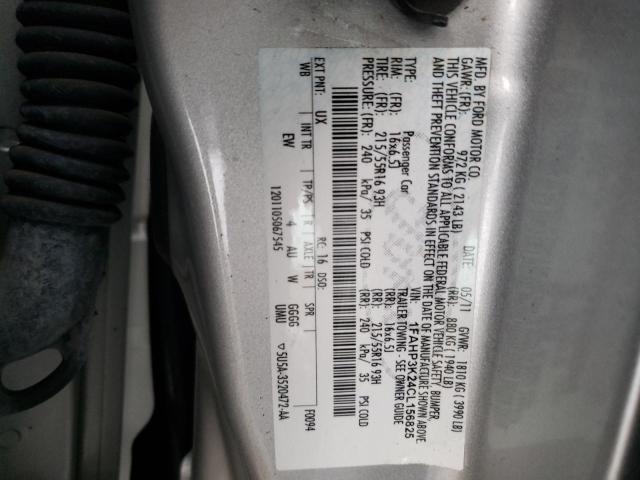 MFD. BY FORD MOTOR CO.
DATE: 05/11 GVWR: 1810 KG ( 3990 LB)
GAWR: (FR): 972 KG ( 2143 LB) (RR): 880 KG ( 1940 LB)
THIS VEHICLE CONFORMS TO ALL APPLICABLE FEDERAL MOTOR VEHICLE SAFETY, BUMPER
AND THEFT PREVENTION STANDARDS IN EFFECT ON THE DATE OF MANUFACTURE SHOWN ABOVE
VIN: 1FAHP3K24CL156825
TYPE: Passenger Car TRAILER TOWING - SEE OWNER GUIDE
RIM: (FR): 16x6.5J (RR): 16x6.5J
TIRE: (FR): 215/55R16 93H (RR): 215/55R16 93H
PRESSURE: (FR): 240 kPa/ 35 PSI COLD (RR): 240 kPa/ 35 PSI COLD
EXT PNT: UX RC: 16 DSO: F0094
WB INT TR TP/PS R AXLE TR SPR
EW 4 AU W GGGG UMU
1201105067545 5U5A-3520472-AA